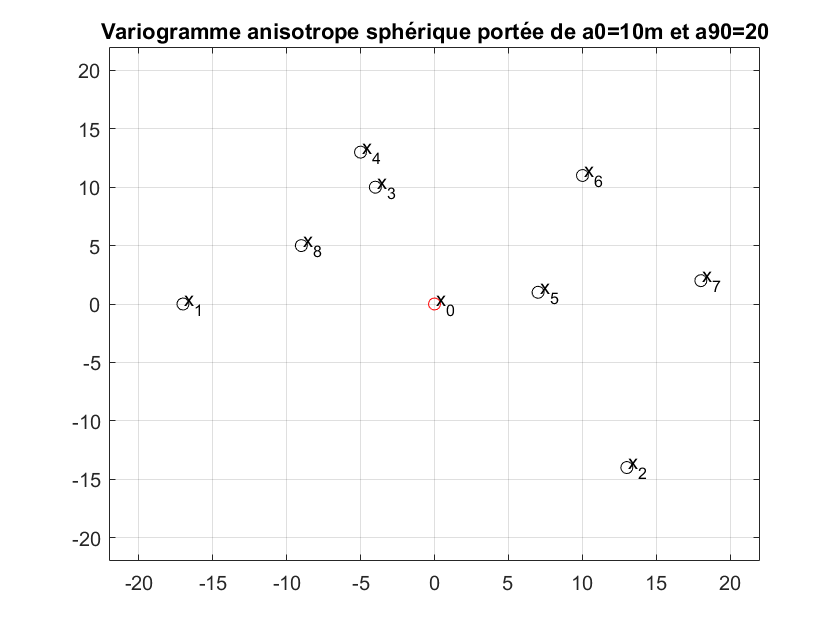 Variogramme anisotrope sphérique portée de a0=10m et a90=20
20
15
x4
x6
10
x3
5
x8
0
x1
x0
x5
x7
-5
-10
-15
x2
-20
-20 -15 -10 -5 0 5 10 15 20